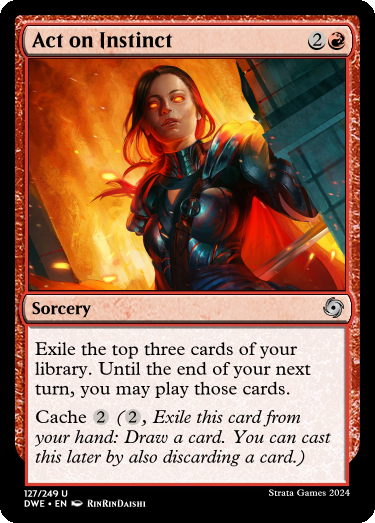 Act on Instinct 2
Sorcery
Exile the top three cards of your
library. Until the end of your next
turn, you may play those cards.
Cache 2 (2, Exile this card from
your hand: Draw a card. You can cast
this later by also discarding a card.)
127/249 U
DWE • EN RinRinDaishi
Strata Games 2024